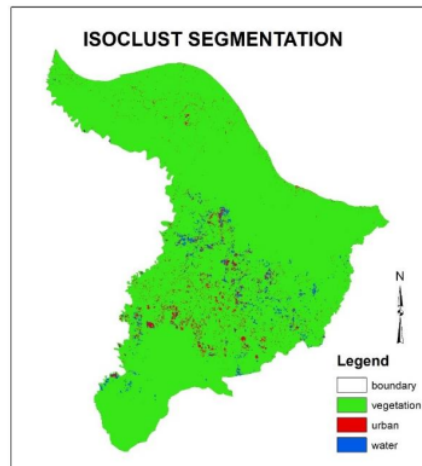 ISOCLUST SEGMENTATION
N
Legend
boundary
vegetation
urban
water